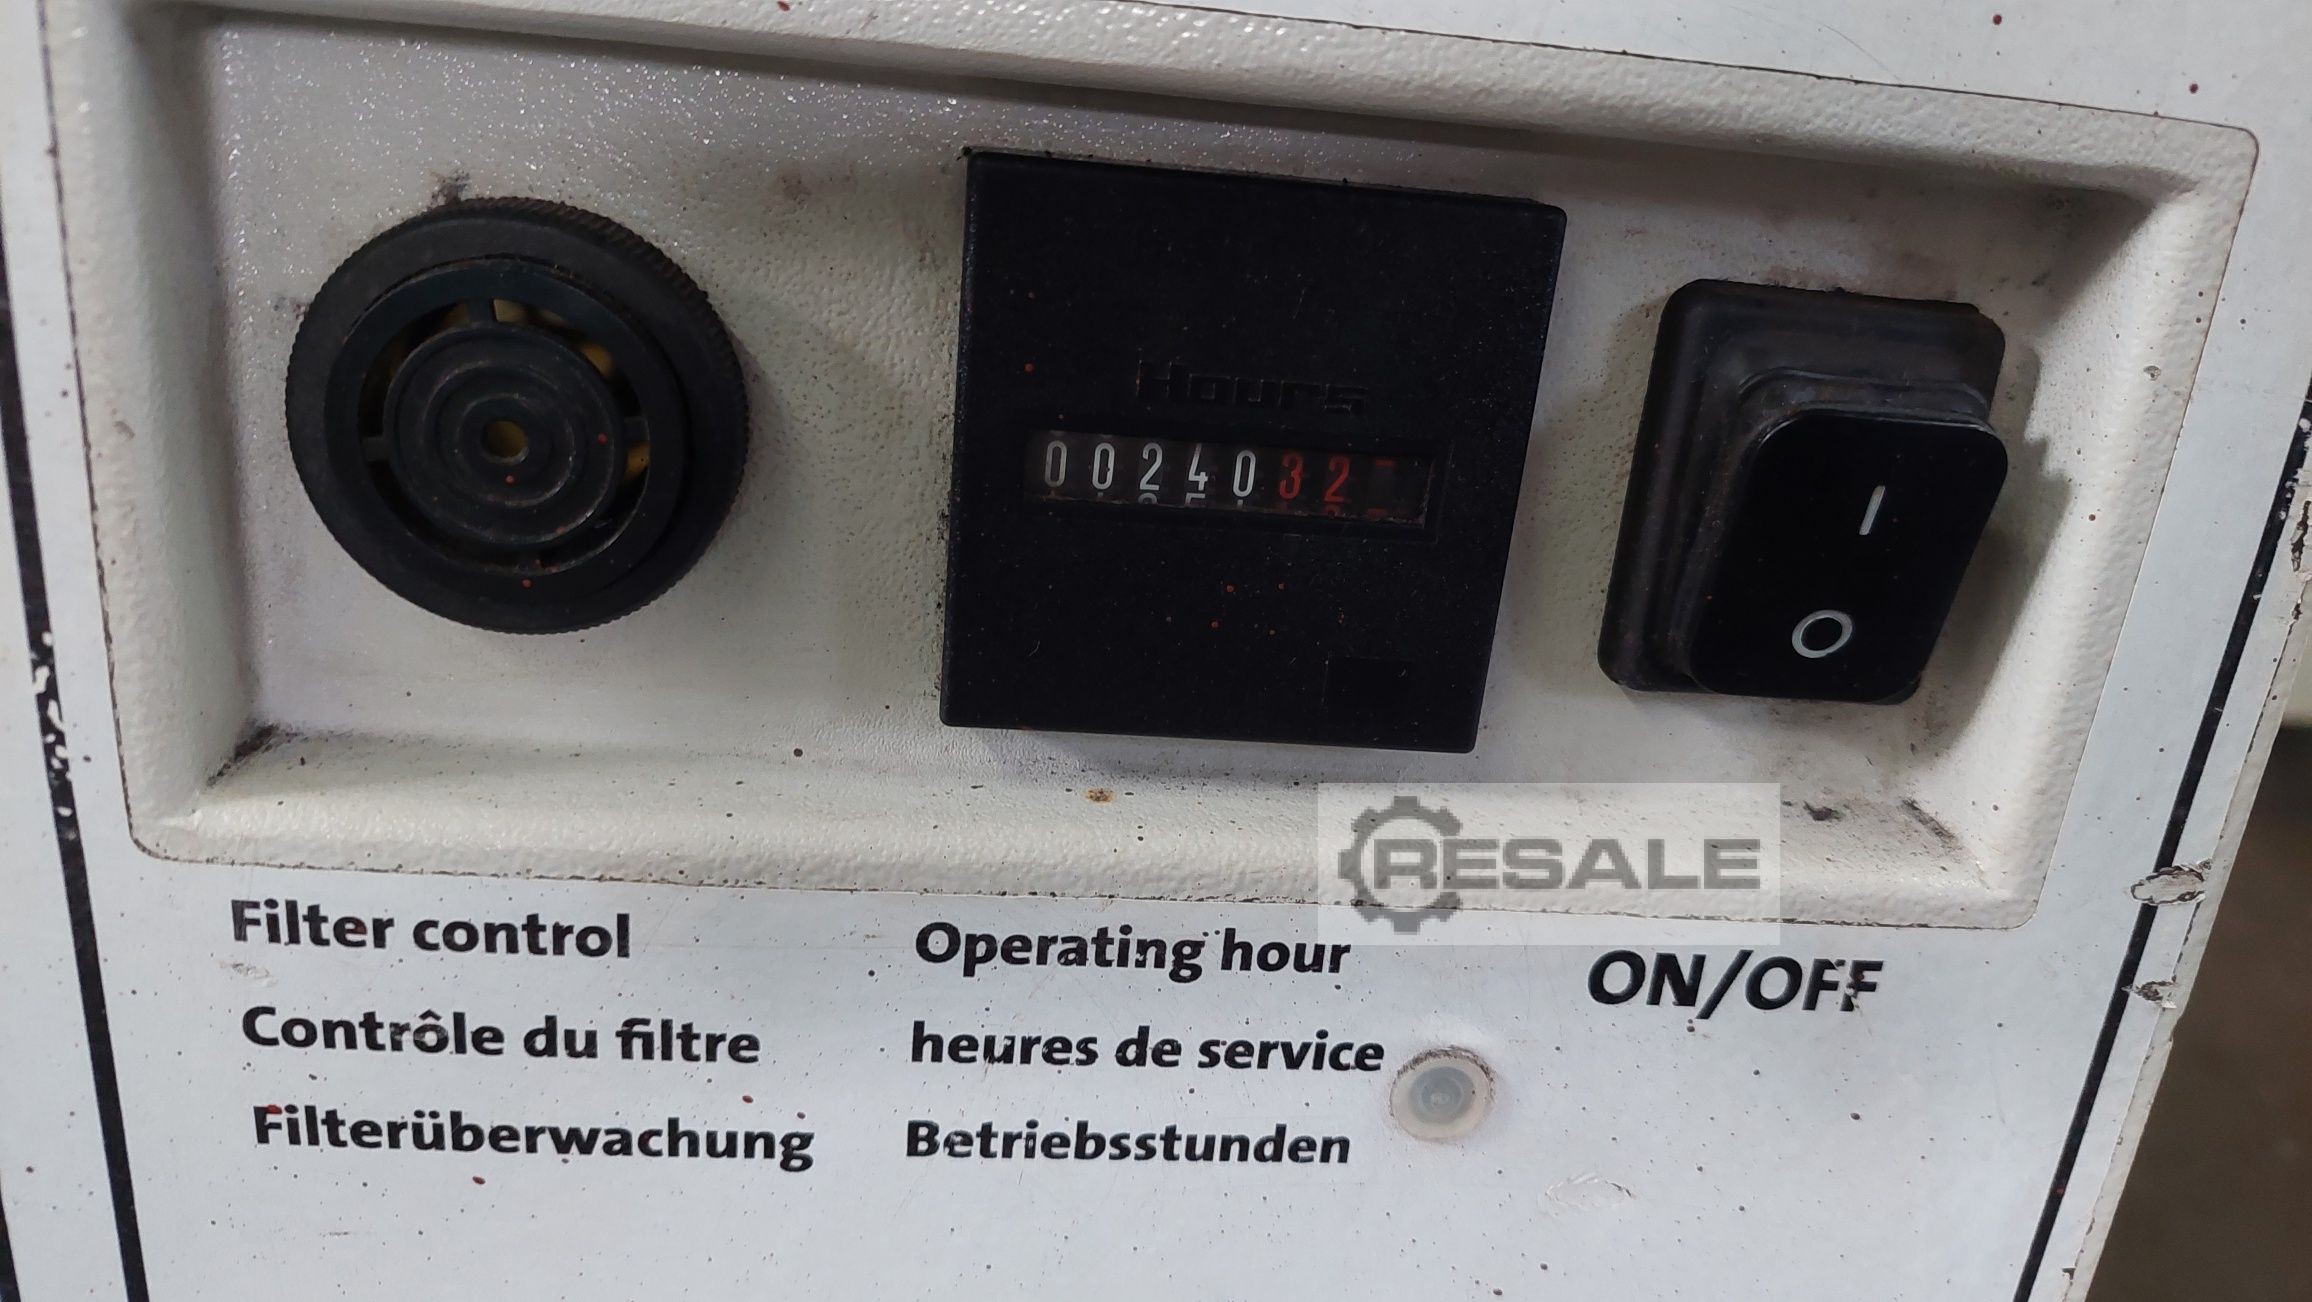 Hours
0024032
I
O
RESALE
Filter control
Contrôle du filtre
Filterüberwachung
Operating hour
heures de service
Betriebsstunden
ON/OFF